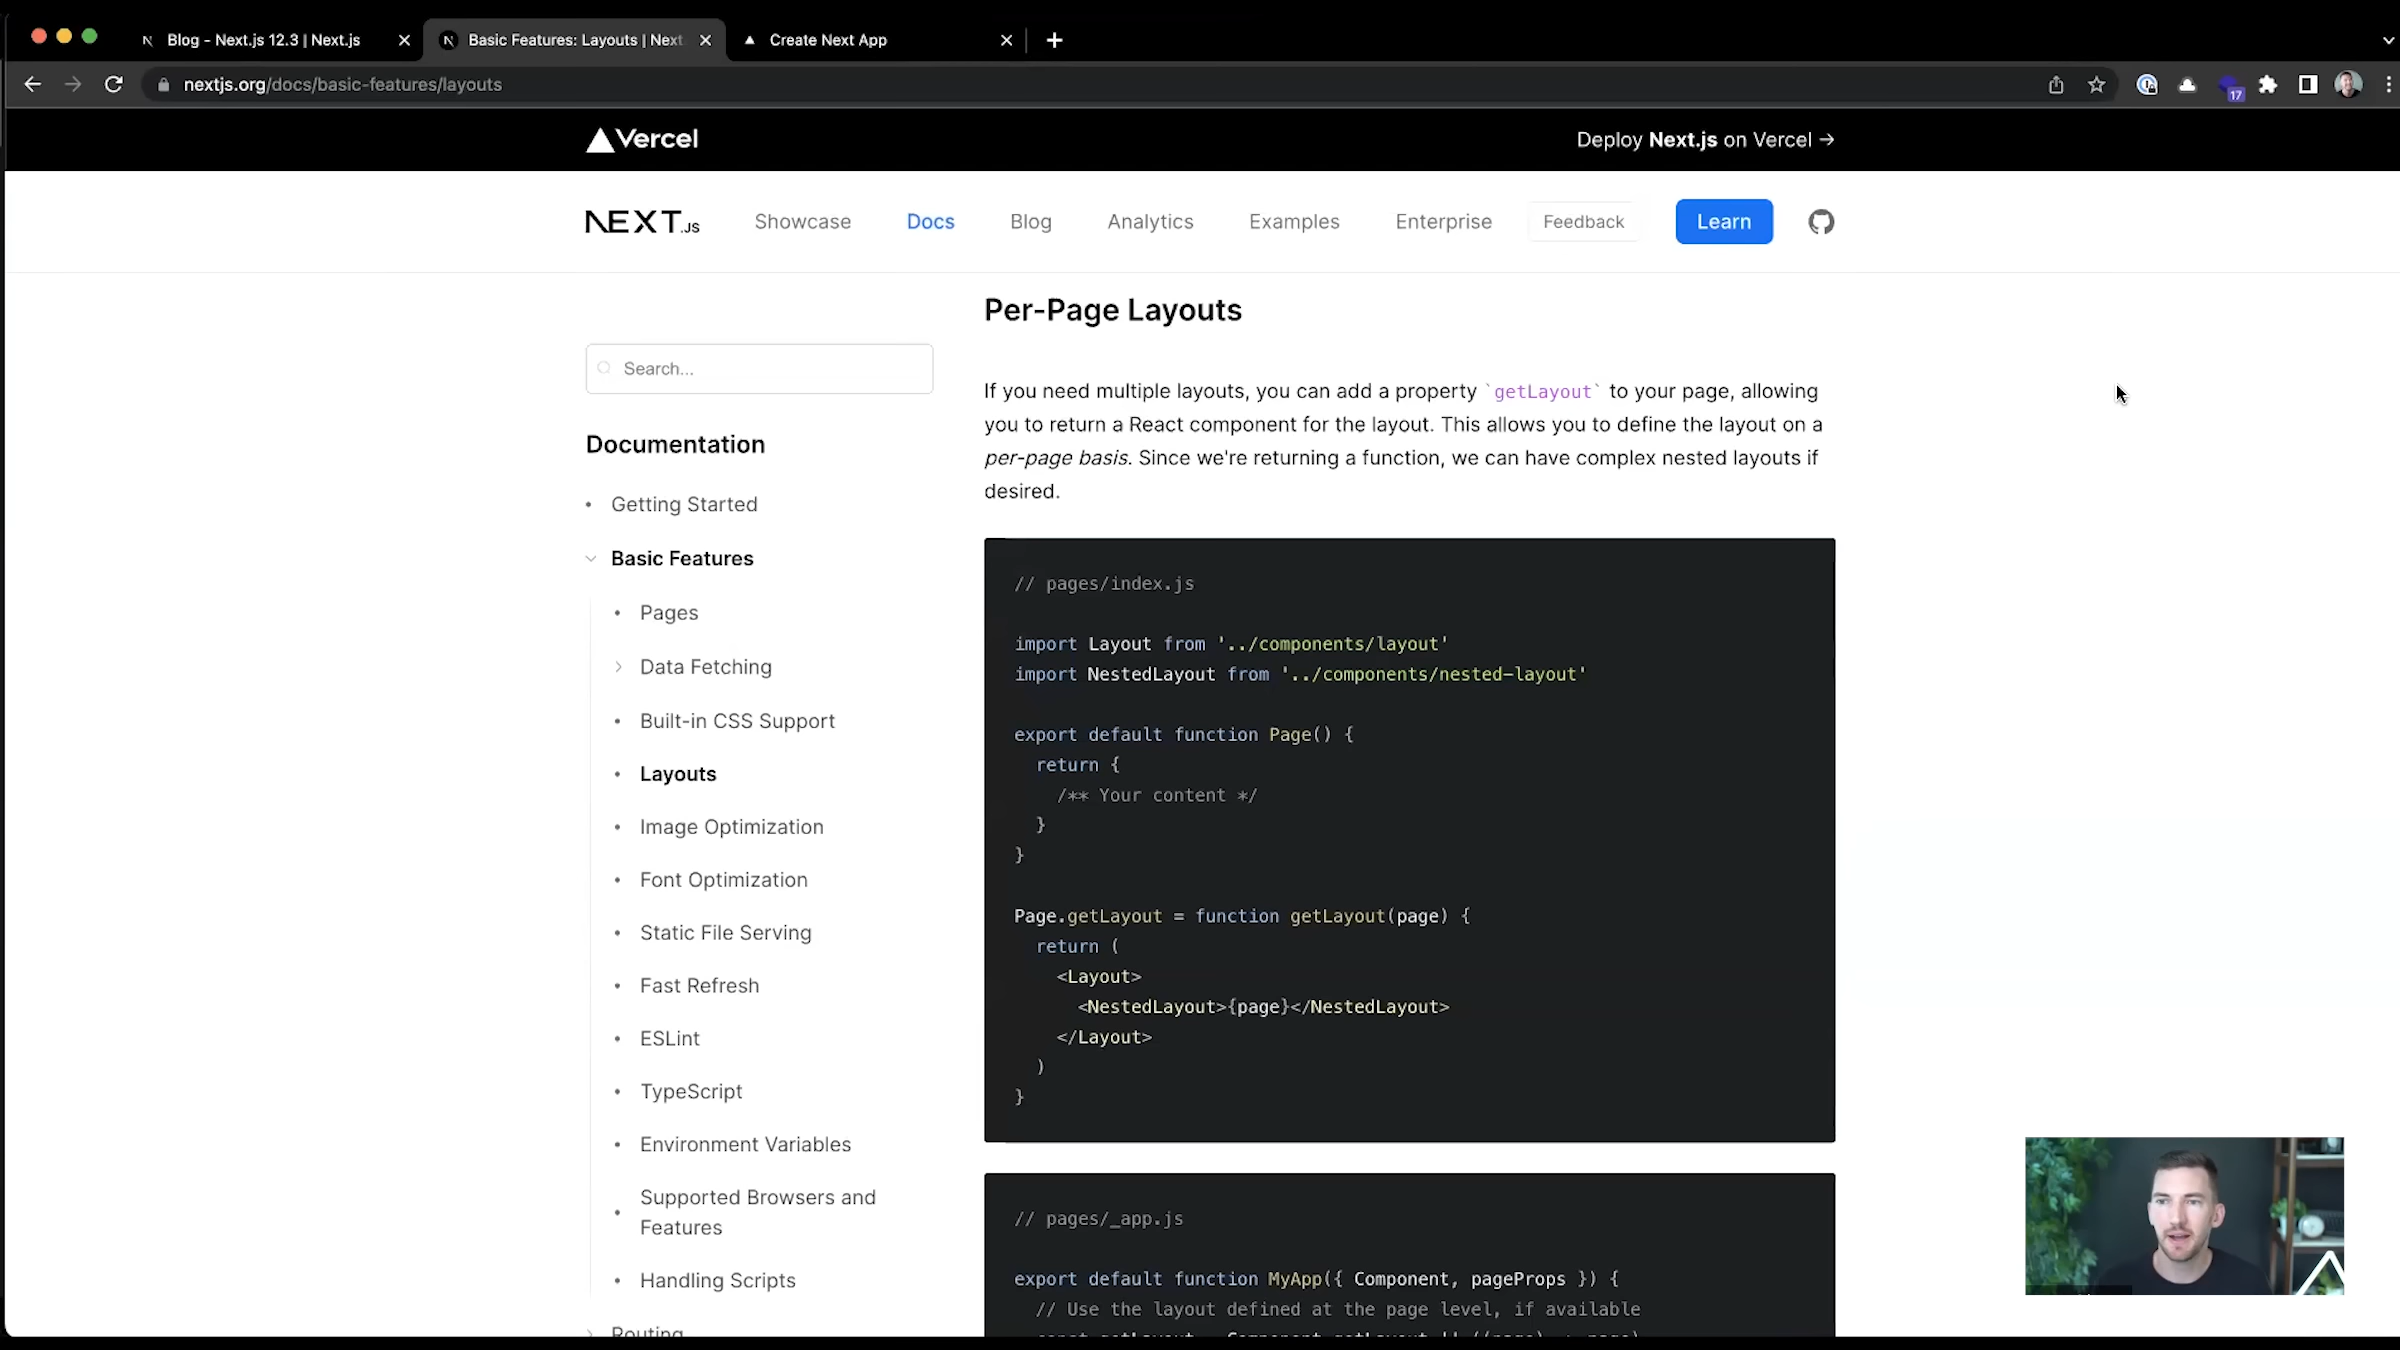 Blog - Next.js 12.3 | Next.js
Basic Features: Layouts | Next
Create Next App
nextjs.org/docs/basic-features/layouts
17
Vercel
Deploy Next.js on Vercel →
NEXT.JS
Showcase
Docs
Blog
Analytics
Examples
Enterprise
Feedback
Learn
Search...
Documentation
Getting Started
Basic Features
Pages
Data Fetching
Built-in CSS Support
Layouts
Image Optimization
Font Optimization
Static File Serving
Fast Refresh
ESLint
TypeScript
Environment Variables
Supported Browsers and
Features
Handling Scripts
Routing
Per-Page Layouts
If you need multiple layouts, you can add a property `getLayout` to your page, allowing
you to return a React component for the layout. This allows you to define the layout on a
per-page basis. Since we're returning a function, we can have complex nested layouts if
desired.
// pages/index.js
import Layout from '../components/layout'
import NestedLayout from '../components/nested-layout'
export default function Page() {
return {
/** Your content */
}
}
Page.getLayout = function getLayout(page) {
return (
<Layout>
<NestedLayout>{page}</NestedLayout>
</Layout>
)
}
// pages/_app.js
export default function MyApp({ Component, pageProps }) {
// Use the layout defined at the page level, if available